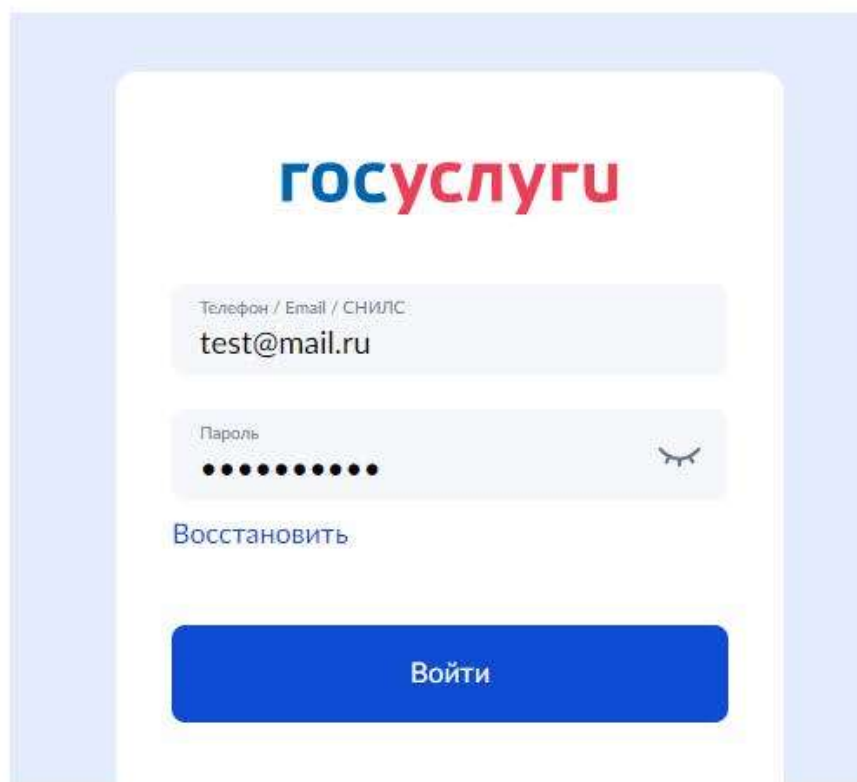 госуслуги
Телефон / Email / СНИЛС
test@mail.ru
Пароль
••••••••••
Восстановить
Войти